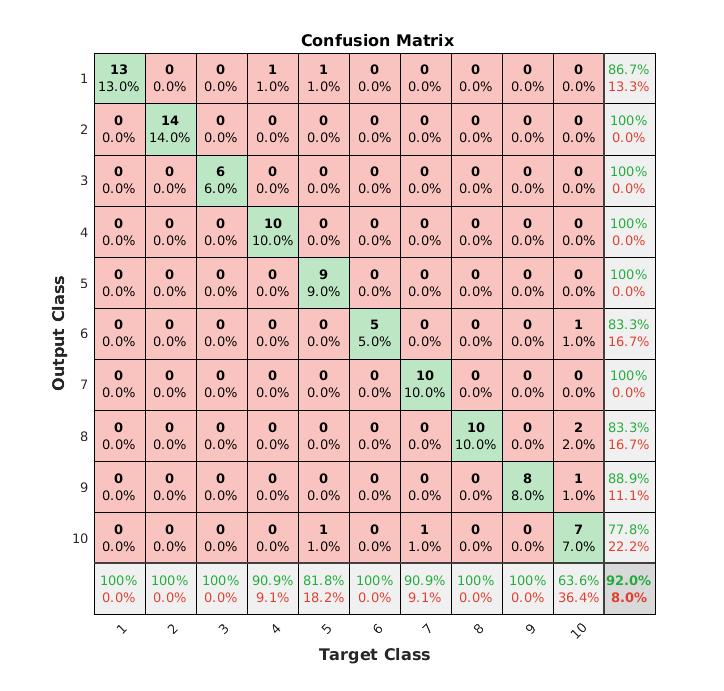 Confusion Matrix
1 13 0 0 1 1 0 0 0 0 0 86.7%
13.0% 0.0% 0.0% 1.0% 1.0% 0.0% 0.0% 0.0% 0.0% 0.0% 13.3%
2 0 14 0 0 0 0 0 0 0 0 100%
0.0% 14.0% 0.0% 0.0% 0.0% 0.0% 0.0% 0.0% 0.0% 0.0% 0.0%
3 0 0 6 0 0 0 0 0 0 0 100%
0.0% 0.0% 6.0% 0.0% 0.0% 0.0% 0.0% 0.0% 0.0% 0.0% 0.0%
4 0 0 0 10 0 0 0 0 0 0 100%
0.0% 0.0% 0.0% 10.0% 0.0% 0.0% 0.0% 0.0% 0.0% 0.0% 0.0%
5 0 0 0 0 9 0 0 0 0 0 100%
0.0% 0.0% 0.0% 0.0% 9.0% 0.0% 0.0% 0.0% 0.0% 0.0% 0.0%
6 0 0 0 0 0 5 0 0 0 1 83.3%
0.0% 0.0% 0.0% 0.0% 0.0% 5.0% 0.0% 0.0% 0.0% 1.0% 16.7%
7 0 0 0 0 0 0 10 0 0 0 100%
0.0% 0.0% 0.0% 0.0% 0.0% 0.0% 10.0% 0.0% 0.0% 0.0% 0.0%
8 0 0 0 0 0 0 0 10 0 2 83.3%
0.0% 0.0% 0.0% 0.0% 0.0% 0.0% 0.0% 10.0% 0.0% 2.0% 16.7%
9 0 0 0 0 0 0 0 0 8 1 88.9%
0.0% 0.0% 0.0% 0.0% 0.0% 0.0% 0.0% 0.0% 8.0% 1.0% 11.1%
10 0 0 0 0 1 0 1 0 0 7 77.8%
0.0% 0.0% 0.0% 0.0% 1.0% 0.0% 1.0% 0.0% 0.0% 7.0% 22.2%
100% 100% 100% 90.9% 81.8% 100% 90.9% 100% 100% 63.6% 92.0%
0.0% 0.0% 0.0% 9.1% 18.2% 0.0% 9.1% 0.0% 0.0% 36.4% 8.0%
1 2 3 4 5 6 7 8 9 10
Target Class
Output Class